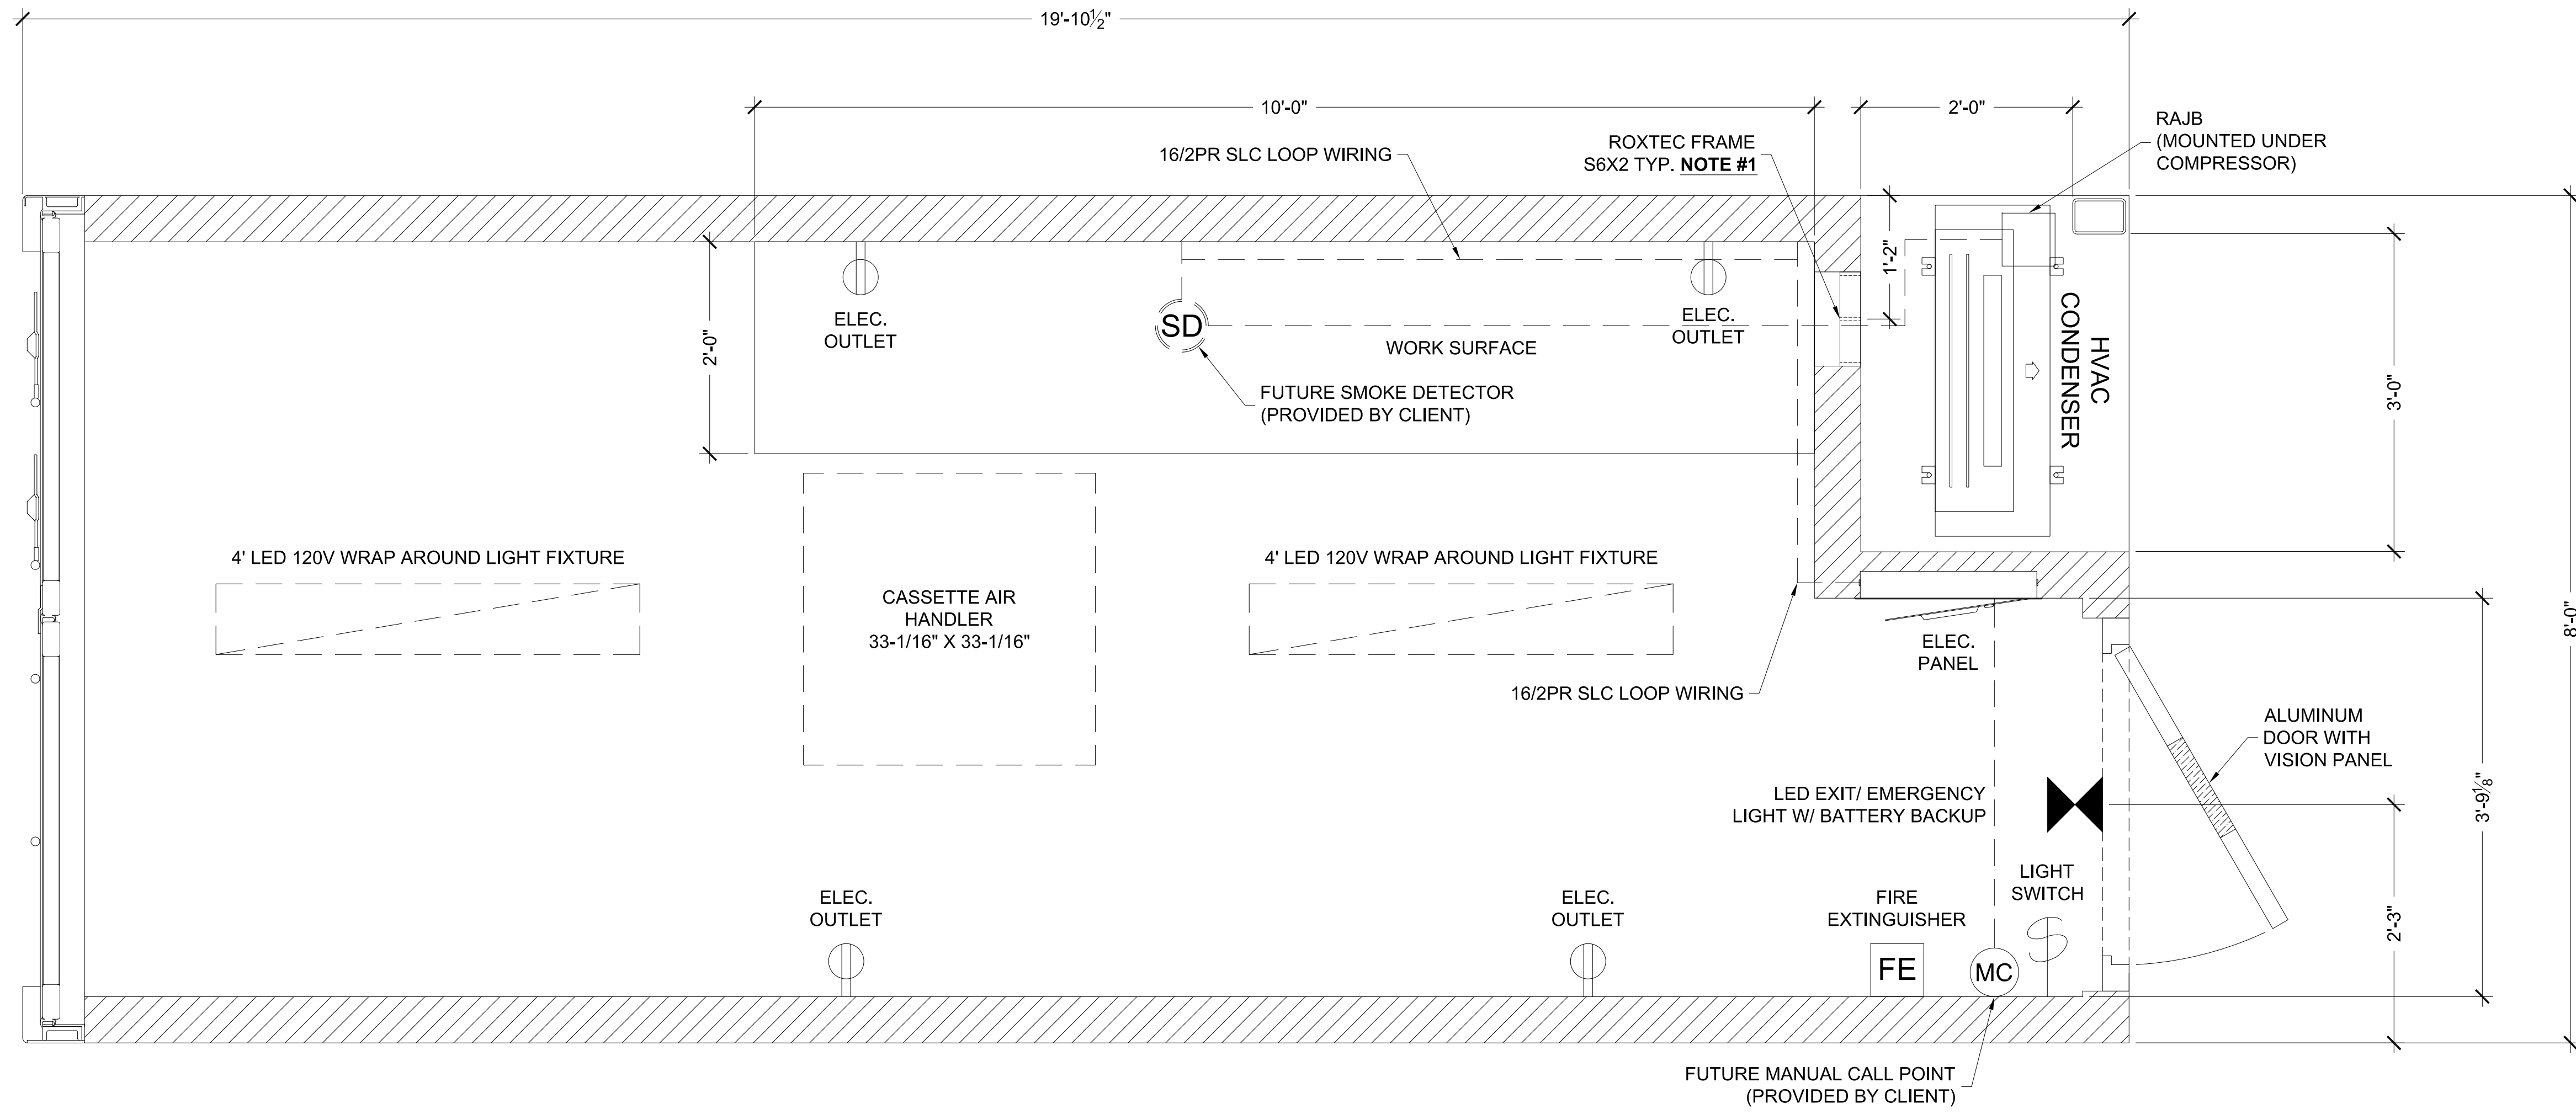 19'-10½"
10'-0"
2'-0"
RAJB
(MOUNTED UNDER
COMPRESSOR)
ROXTEC FRAME
S6X2 TYP. NOTE #1
16/2PR SLC LOOP WIRING
1'-2"
ELEC.
OUTLET
SD
ELEC.
OUTLET
WORK SURFACE
2'-0"
FUTURE SMOKE DETECTOR
(PROVIDED BY CLIENT)
HVAC
CONDENSER
3'-0"
4' LED 120V WRAP AROUND LIGHT FIXTURE
4' LED 120V WRAP AROUND LIGHT FIXTURE
CASSETTE AIR
HANDLER
33-1/16" X 33-1/16"
8'-0"
ELEC.
PANEL
16/2PR SLC LOOP WIRING
ALUMINUM
DOOR WITH
VISION PANEL
LED EXIT/ EMERGENCY
LIGHT W/ BATTERY BACKUP
3'-9⅛"
LIGHT
SWITCH
2'-3"
ELEC.
OUTLET
ELEC.
OUTLET
FIRE
EXTINGUISHER
S
FE
MC
FUTURE MANUAL CALL POINT
(PROVIDED BY CLIENT)